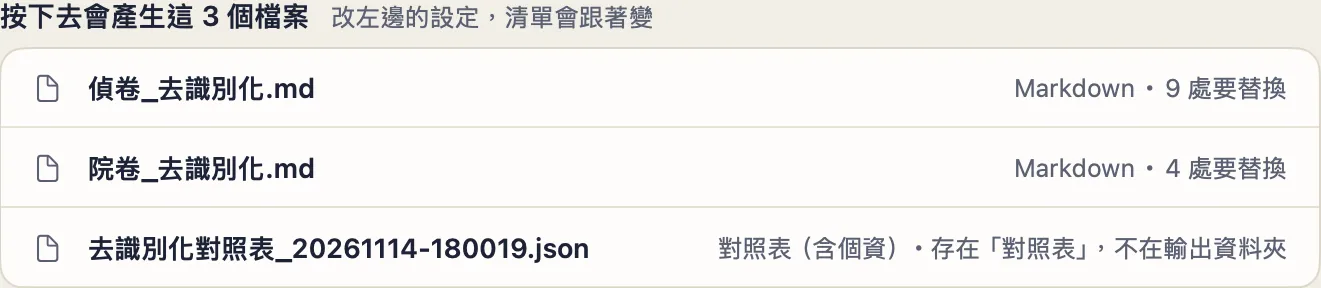 按下去會產生這 3 個檔案 改左邊的設定，清單會跟著變
偵卷_去識別化.md Markdown・9 處要替換
院卷_去識別化.md Markdown・4 處要替換
去識別化對照表_20261114-180019.json 對照表（含個資）・存在「對照表」，不在輸出資料夾